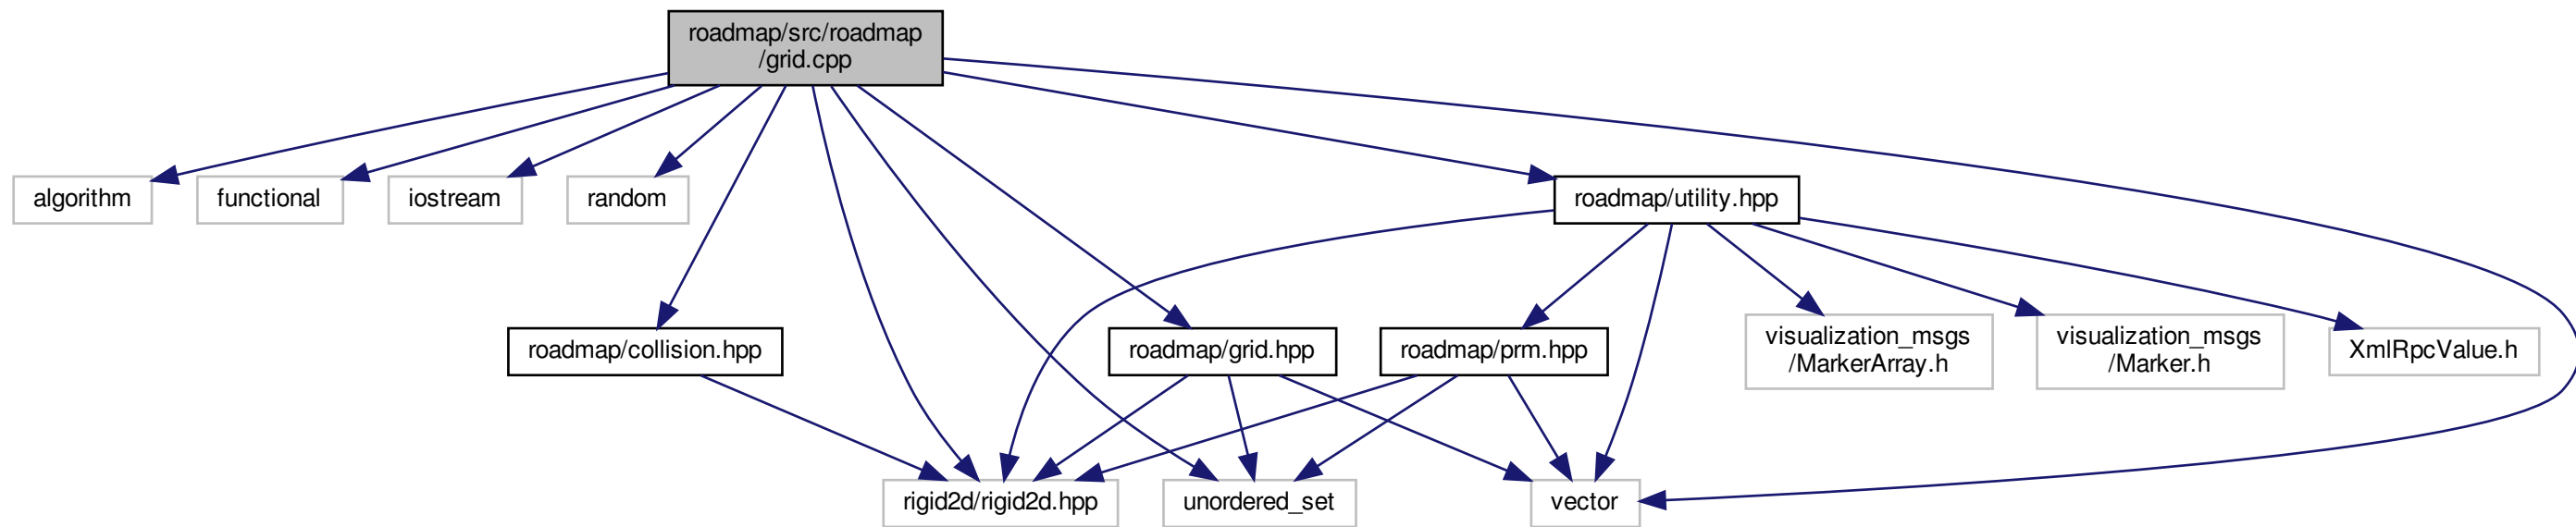 roadmap/src/roadmap
/grid.cpp
algorithm
functional
iostream
random
roadmap/utility.hpp
roadmap/collision.hpp
roadmap/grid.hpp
roadmap/prm.hpp
visualization_msgs
/MarkerArray.h
visualization_msgs
/Marker.h
XmlRpcValue.h
rigid2d/rigid2d.hpp
unordered_set
vector